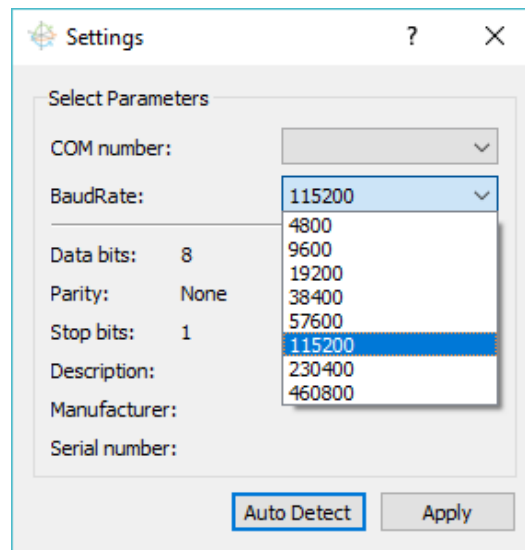 Settings ?
Select Parameters
COM number:
BaudRate: 115200
4800
Data bits: 8 9600
19200
Parity: None 38400
57600
Stop bits: 1 115200
Description: 230400
460800
Manufacturer:
Serial number:
Auto Detect Apply